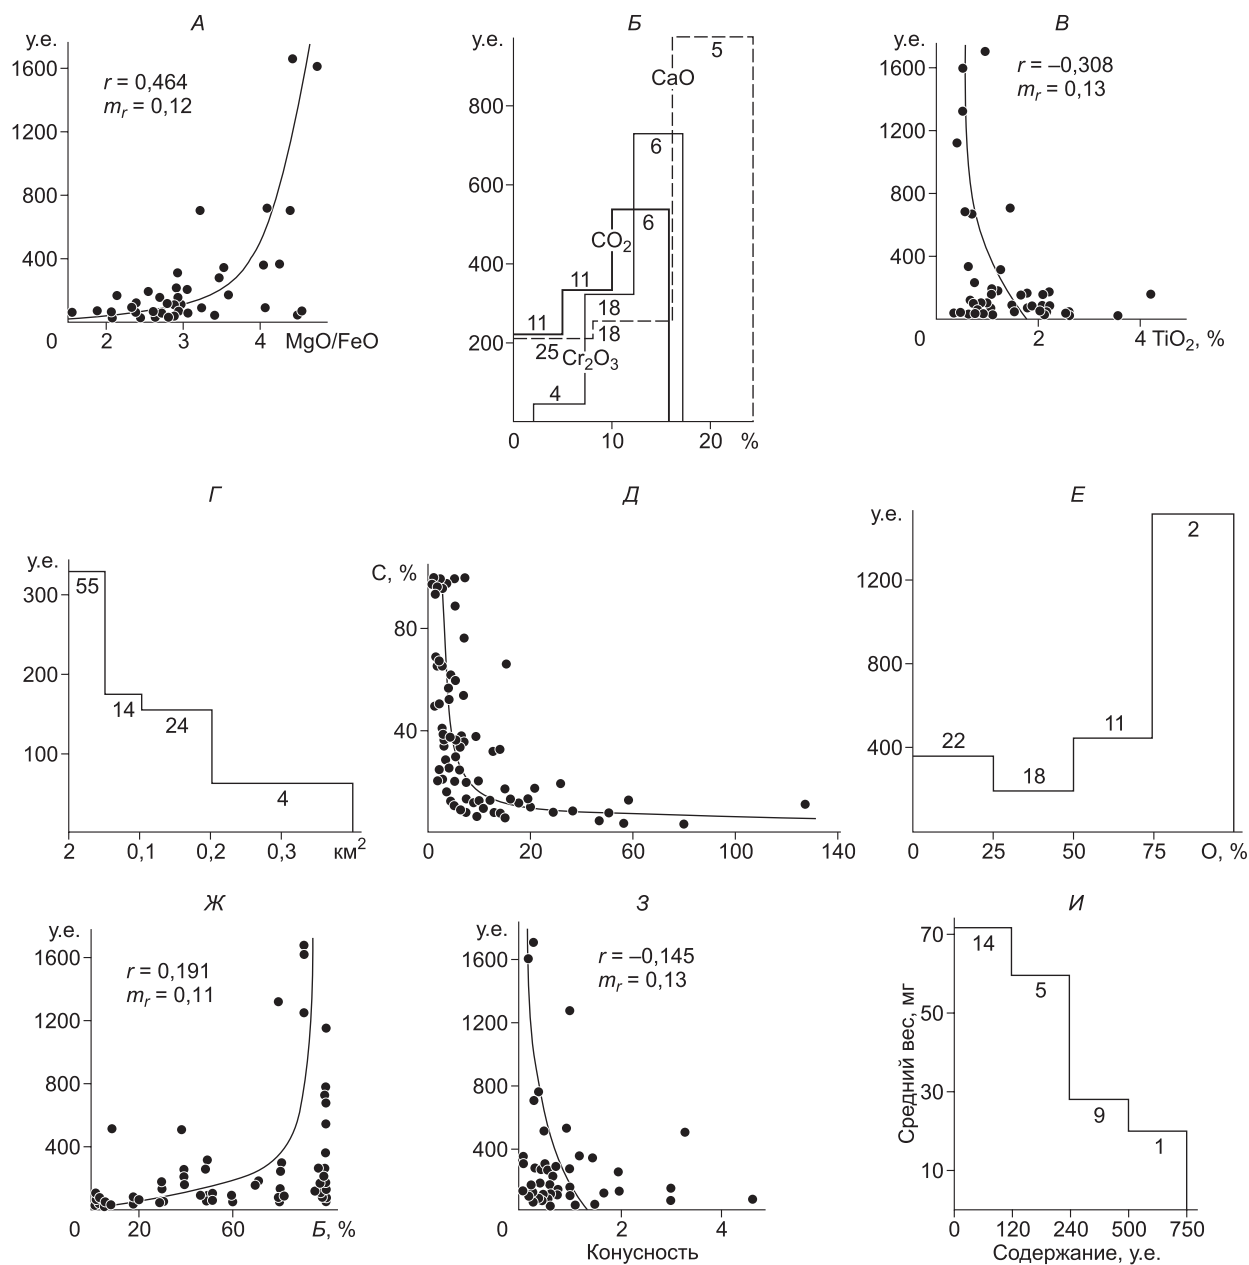 А
у.е.
1600
1200
800
400
r = 0,464
m_r = 0,12
0
2
3
4
MgO/FeO
Б
у.е.
800
600
400
200
5
CaO
6
6
CO₂
11
18
11
18
25
Cr₂O₃
4
0
10
20
%
В
у.е.
1600
1200
800
400
r = –0,308
m_r = 0,13
0
2
4
TiO₂, %
Г
у.е.
300
200
100
55
14
24
4
2
0,1
0,2
0,3
км²
Д
С, %
80
40
0
20
60
100
140
Е
у.е.
1200
800
400
2
11
22
18
0
25
50
75
О, %
Ж
у.е.
1600
1200
800
400
r = 0,191
m_r = 0,11
0
20
60
Б, %
З
у.е.
1600
1200
800
400
r = –0,145
m_r = 0,13
0
2
4
Конусность
И
Средний вес, мг
70
50
30
10
14
5
9
1
0
120
240
500
750
Содержание, у.е.